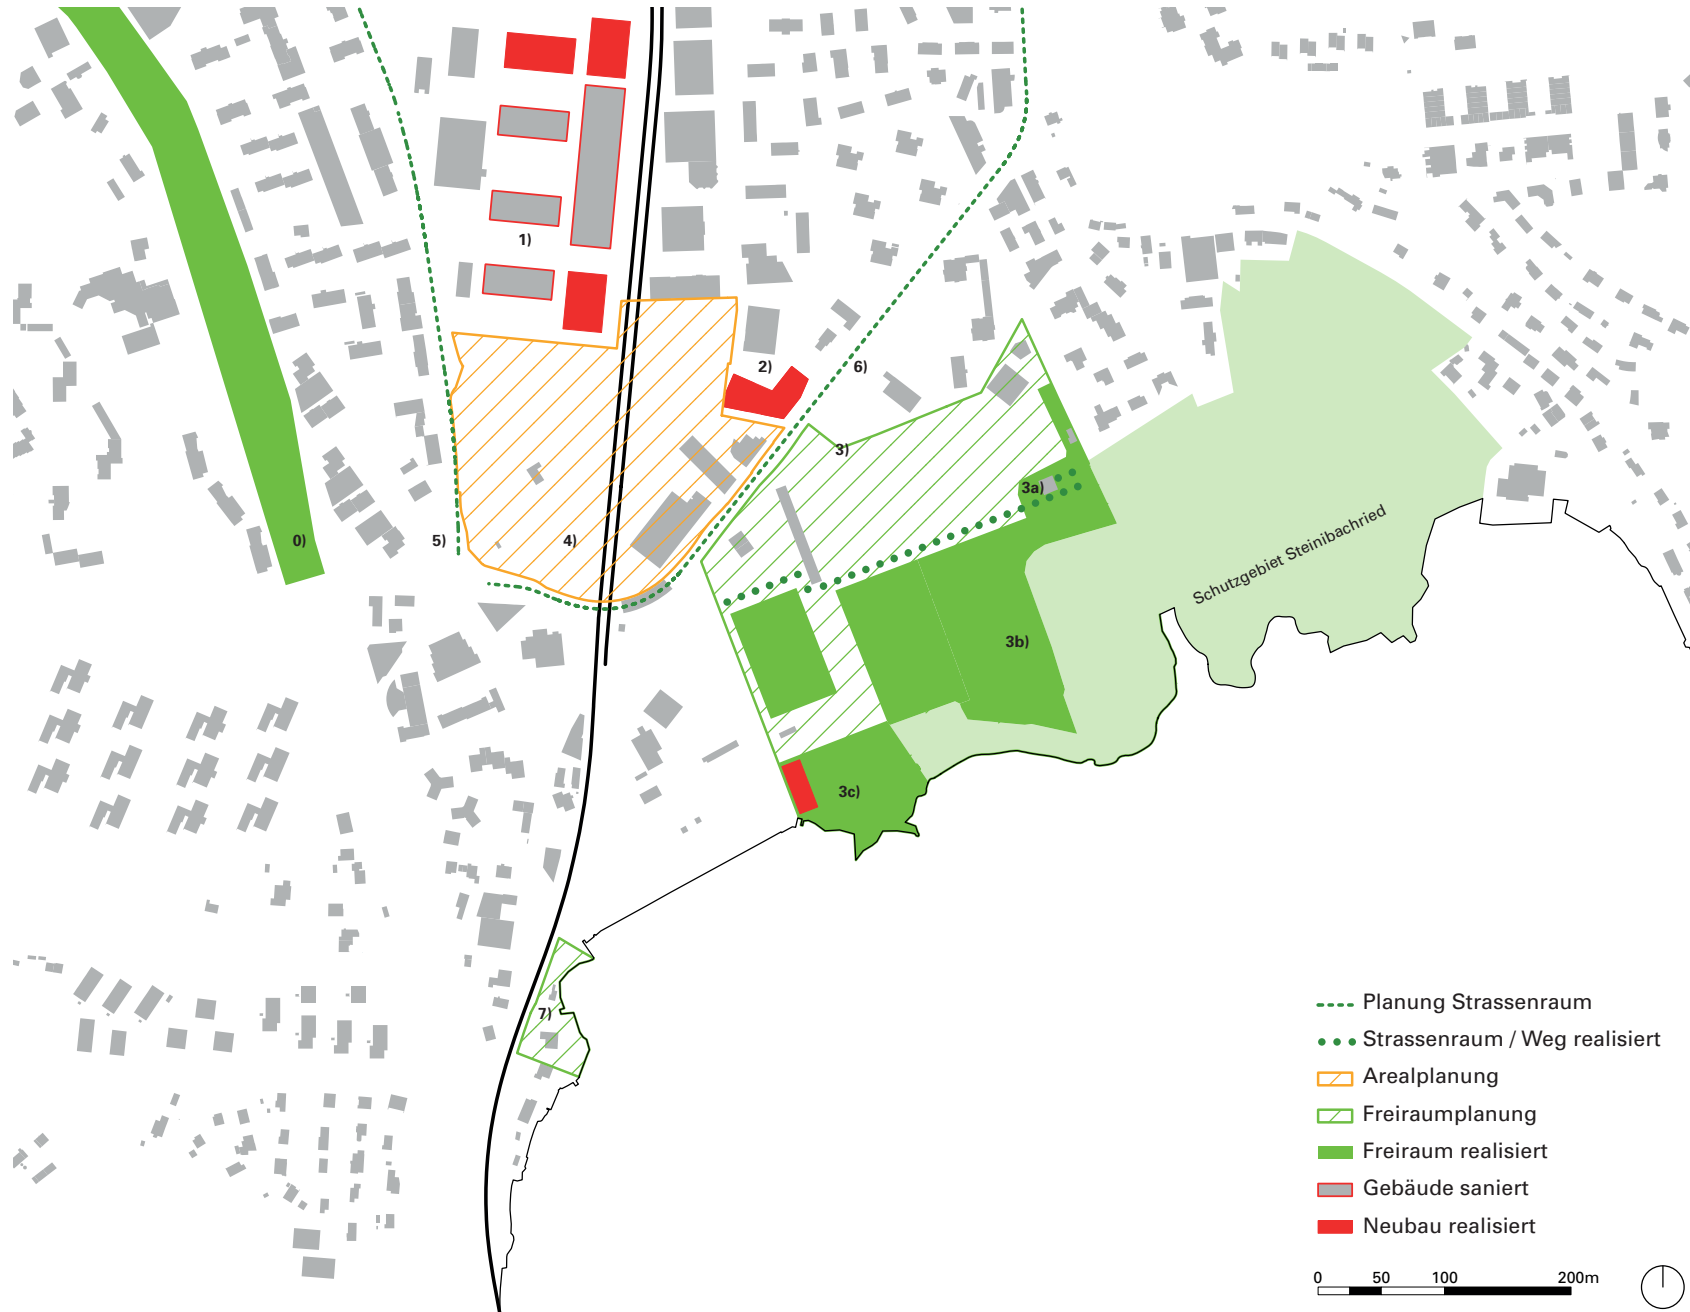 1)
2)
6)
3)
3a)
0)
5)
4)
Schutzgebiet Steinibachried
3b)
3c)
7)
Planung Strassenraum
Strassenraum / Weg realisiert
Arealplanung
Freiraumplanung
Freiraum realisiert
Gebäude saniert
Neubau realisiert
0 50 100 200m